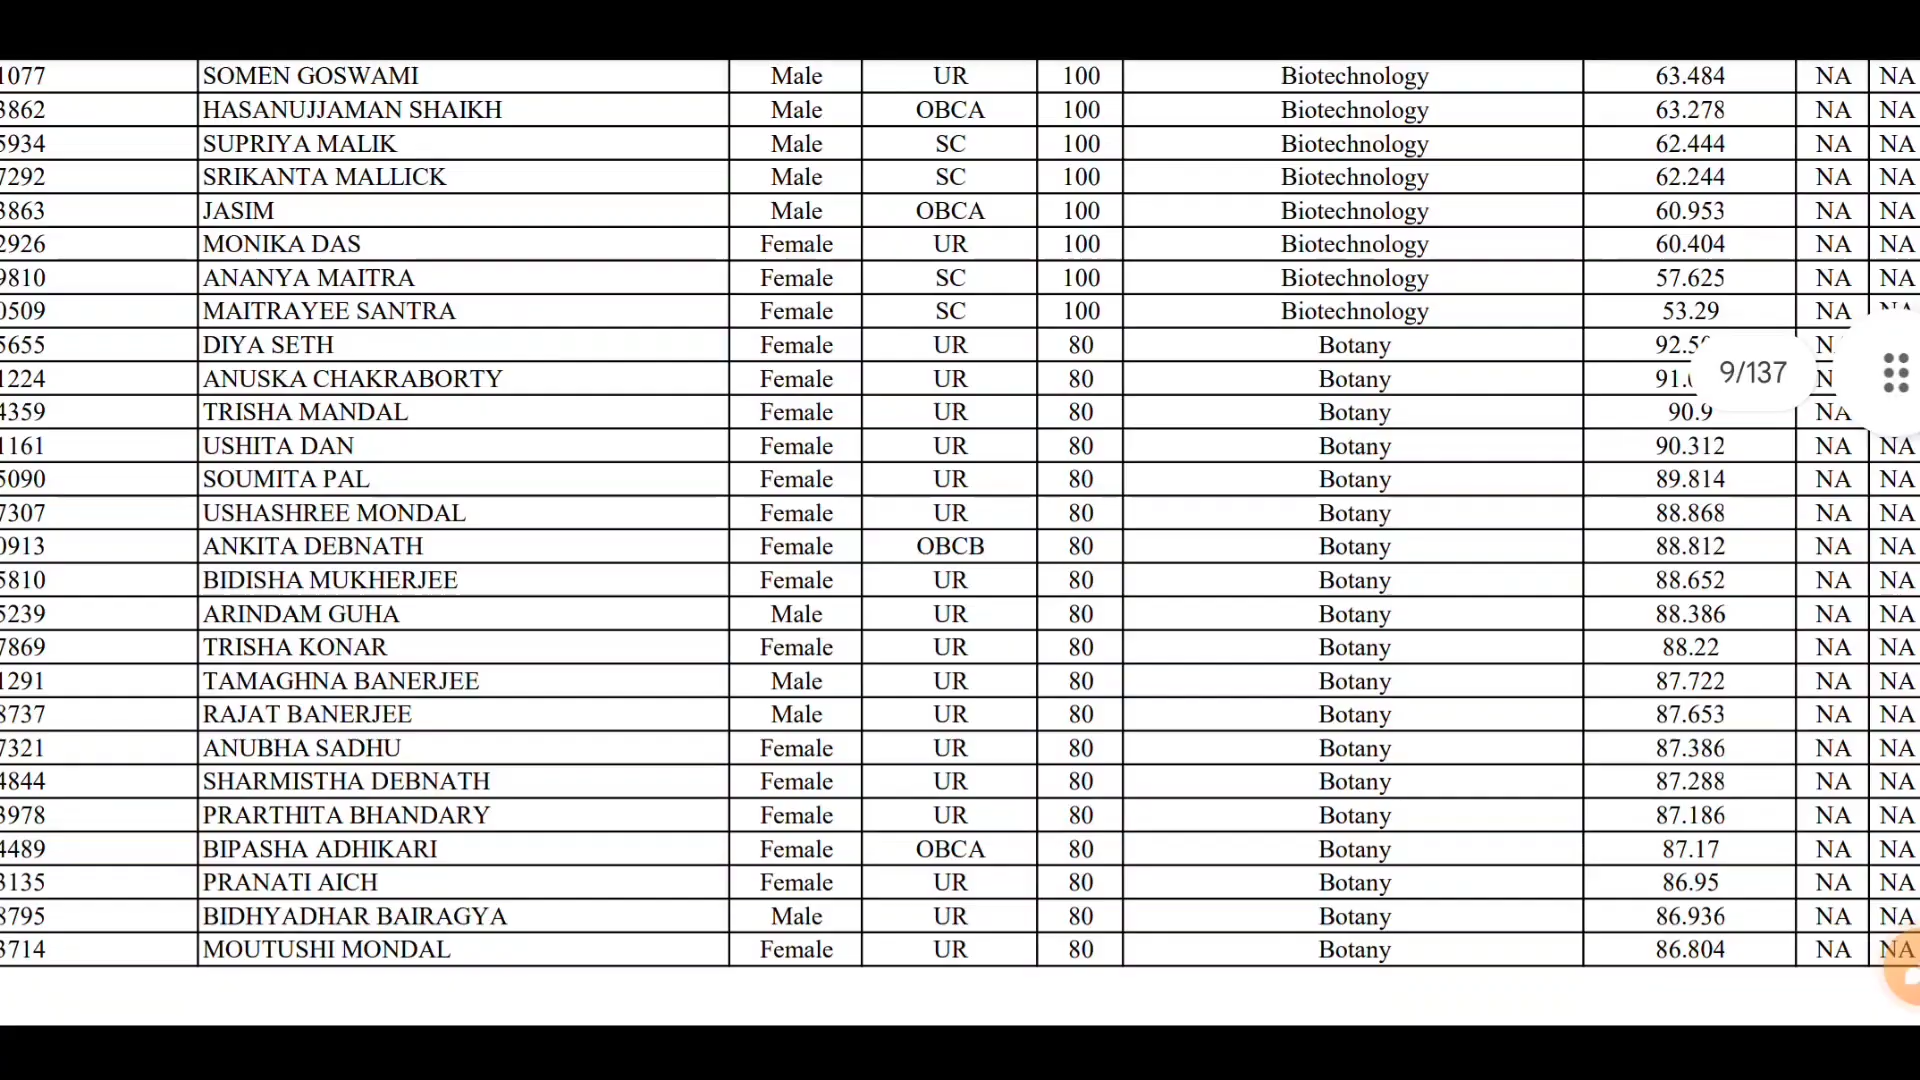 1077 SOMEN GOSWAMI Male UR 100 Biotechnology 63.484 NA NA
3862 HASANUJJAMAN SHAIKH Male OBCA 100 Biotechnology 63.278 NA NA
5934 SUPRIYA MALIK Male SC 100 Biotechnology 62.444 NA NA
7292 SRIKANTA MALLICK Male SC 100 Biotechnology 62.244 NA NA
3863 JASIM Male OBCA 100 Biotechnology 60.953 NA NA
2926 MONIKA DAS Female UR 100 Biotechnology 60.404 NA NA
9810 ANANYA MAITRA Female SC 100 Biotechnology 57.625 NA NA
0509 MAITRAYEE SANTRA Female SC 100 Biotechnology 53.29 NA
5655 DIYA SETH Female UR 80 Botany
9/137
1224 ANUSKA CHAKRABORTY Female UR 80 Botany
4359 TRISHA MANDAL Female UR 80 Botany 90.9 NA
1161 USHITA DAN Female UR 80 Botany 90.312 NA NA
5090 SOUMITA PAL Female UR 80 Botany 89.814 NA NA
7307 USHASHREE MONDAL Female UR 80 Botany 88.868 NA NA
0913 ANKITA DEBNATH Female OBCB 80 Botany 88.812 NA NA
5810 BIDISHA MUKHERJEE Female UR 80 Botany 88.652 NA NA
5239 ARINDAM GUHA Male UR 80 Botany 88.386 NA NA
7869 TRISHA KONAR Female UR 80 Botany 88.22 NA NA
1291 TAMAGHNA BANERJEE Male UR 80 Botany 87.722 NA NA
8737 RAJAT BANERJEE Male UR 80 Botany 87.653 NA NA
7321 ANUBHA SADHU Female UR 80 Botany 87.386 NA NA
4844 SHARMISTHA DEBNATH Female UR 80 Botany 87.288 NA NA
3978 PRARTHITA BHANDARY Female UR 80 Botany 87.186 NA NA
4489 BIPASHA ADHIKARI Female OBCA 80 Botany 87.17 NA NA
3135 PRANATI AICH Female UR 80 Botany 86.95 NA NA
8795 BIDHYADHAR BAIRAGYA Male UR 80 Botany 86.936 NA NA
3714 MOUTUSHI MONDAL Female UR 80 Botany 86.804 NA NA